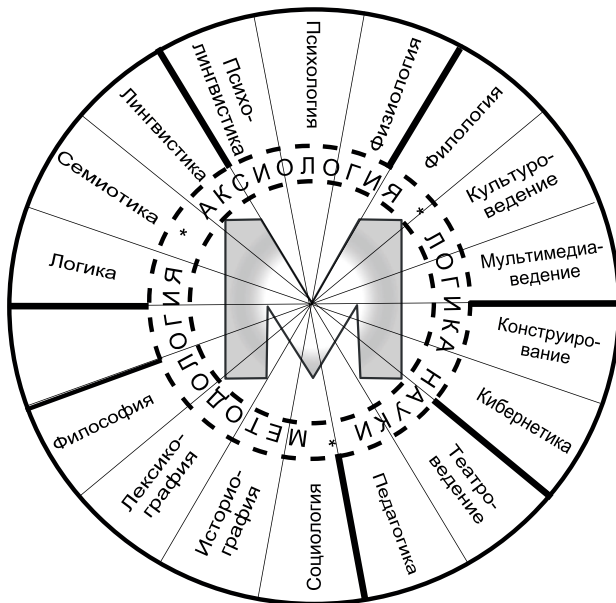 Психология
Физиология
Филология
Культуро-
ведение
Мультимедиа-
ведение
Конструиро-
вание
Кибернетика
Театро-
ведение
Педагогика
Социология
Историо-
графия
Лексико-
графия
Философия
Логика
Семиотика
Лингвистика
Психо-
лингвистика
* АКСИОЛОГИЯ
* ЛОГИКА НАУКИ
* МЕТОДОЛОГИЯ
М